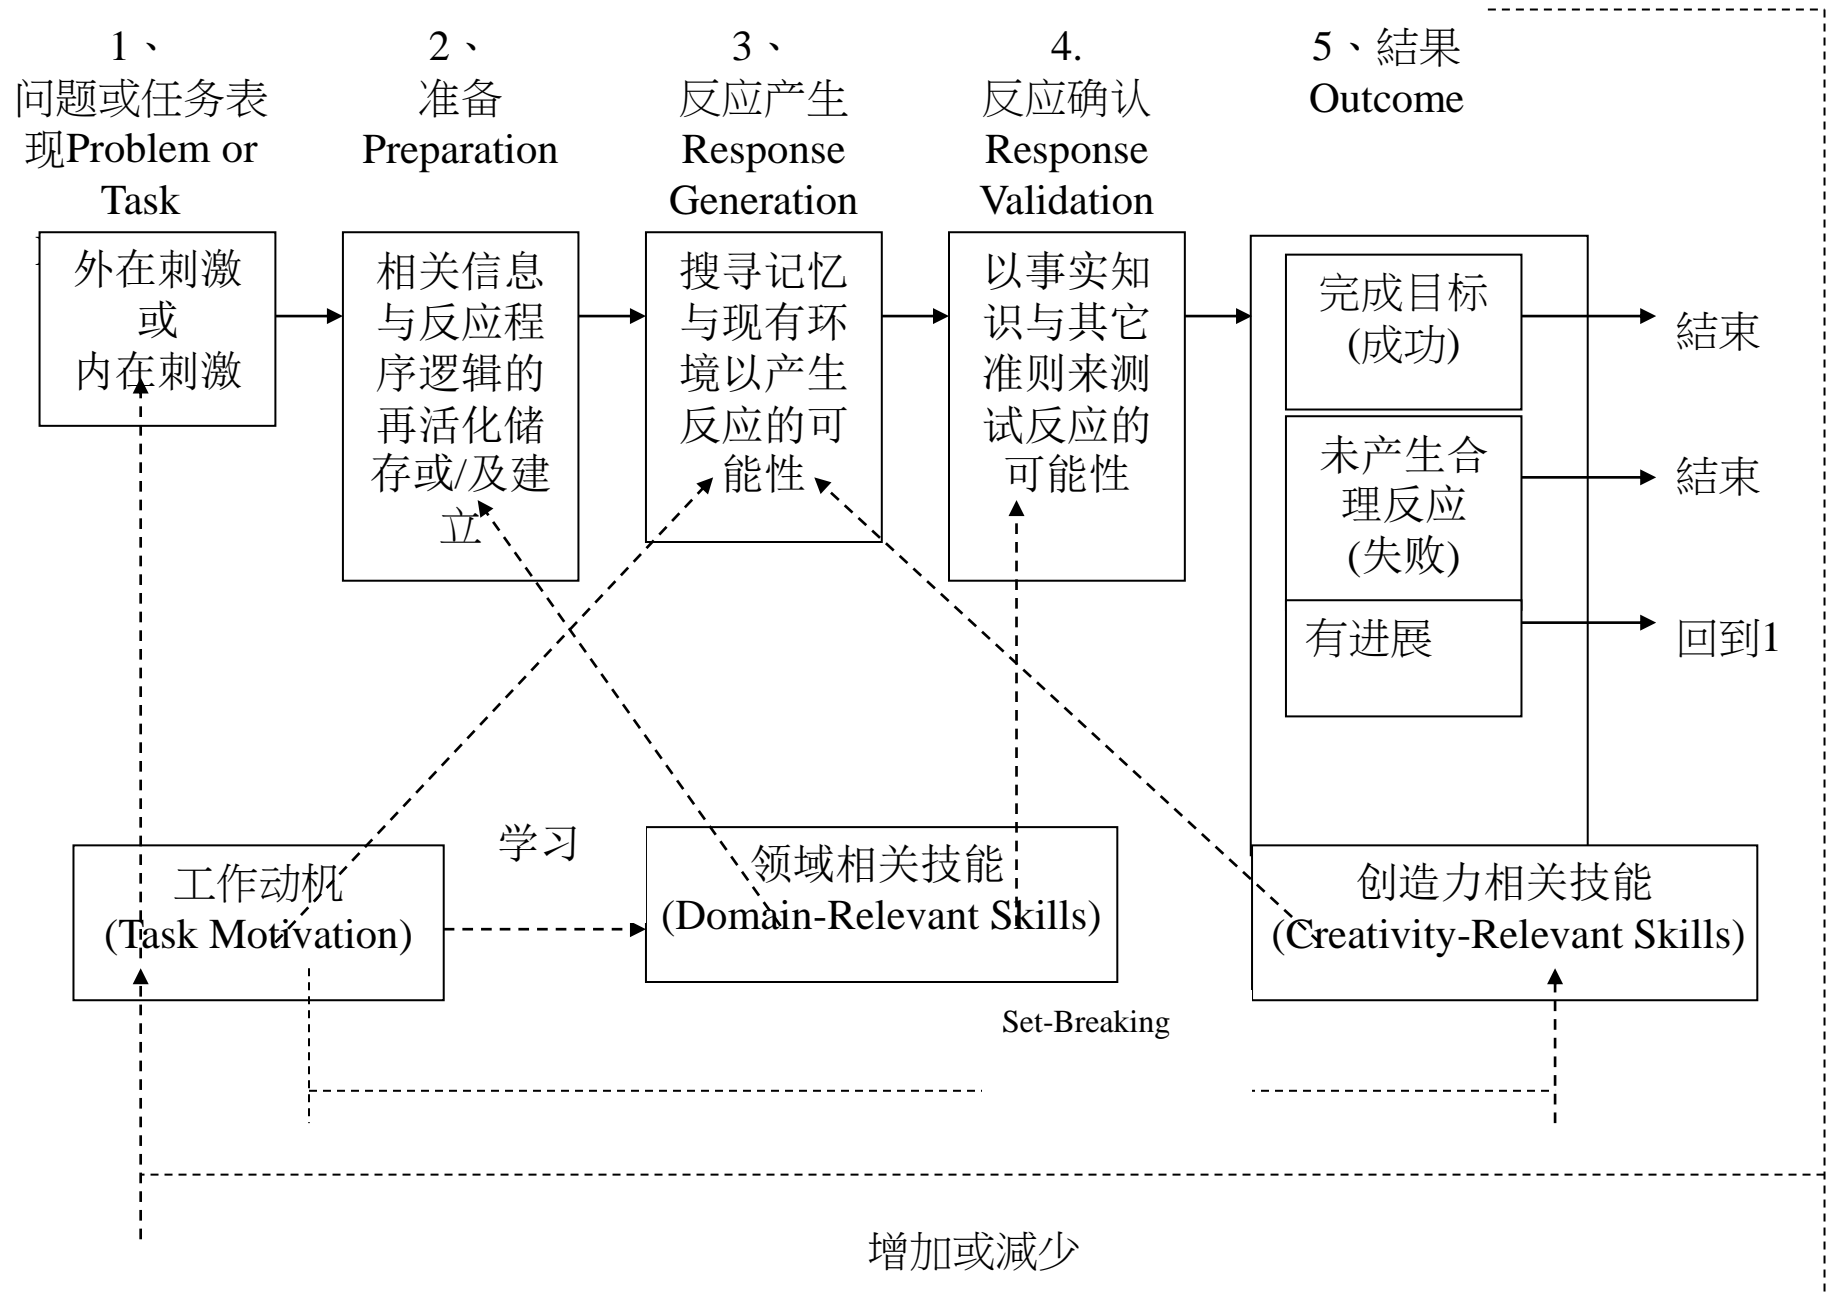 1、
问题或任务表
现Problem or
Task
2、
准备
Preparation
3、
反应产生
Response
Generation
4.
反应确认
Response
Validation
5、結果
Outcome
外在刺激
或
内在刺激
相关信息
与反应程
序逻辑的
再活化储
存或/及建
立
搜寻记忆
与现有环
境以产生
反应的可
能性
以事实知
识与其它
准则来测
试反应的
可能性
完成目标
(成功)
結束
未产生合
理反应
(失败)
結束
有进展
回到1
学习
工作动机
(Task Motivation)
领域相关技能
(Domain-Relevant Skills)
创造力相关技能
(Creativity-Relevant Skills)
Set-Breaking
增加或減少